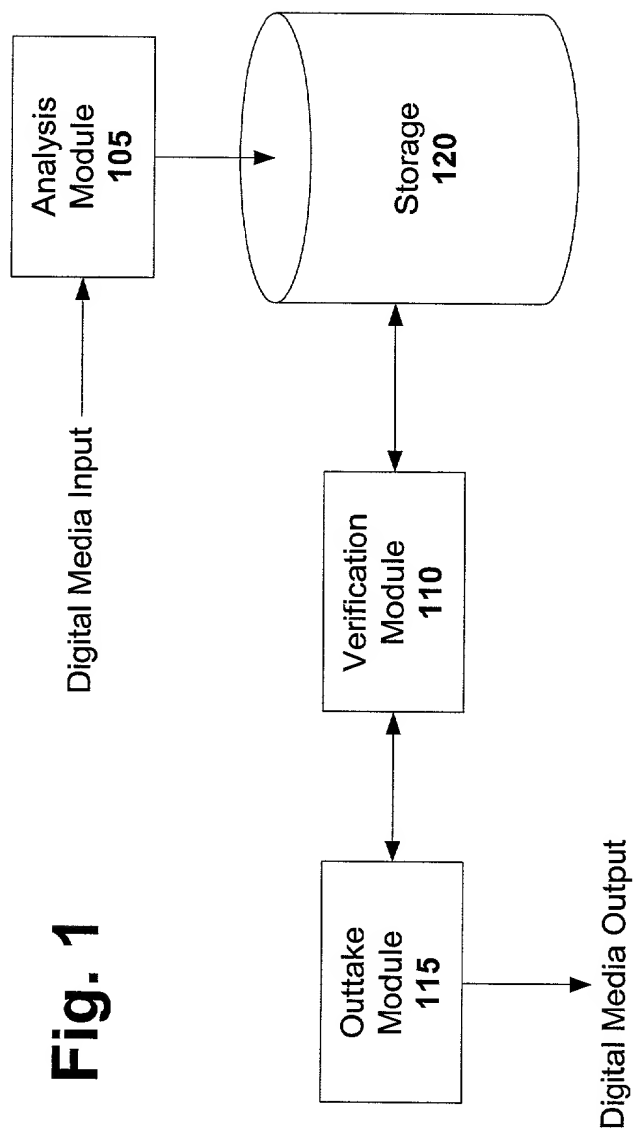 Fig. 1
Digital Media Input
Analysis
Module
105
Storage
120
Verification
Module
110
Outtake
Module
115
Digital Media Output